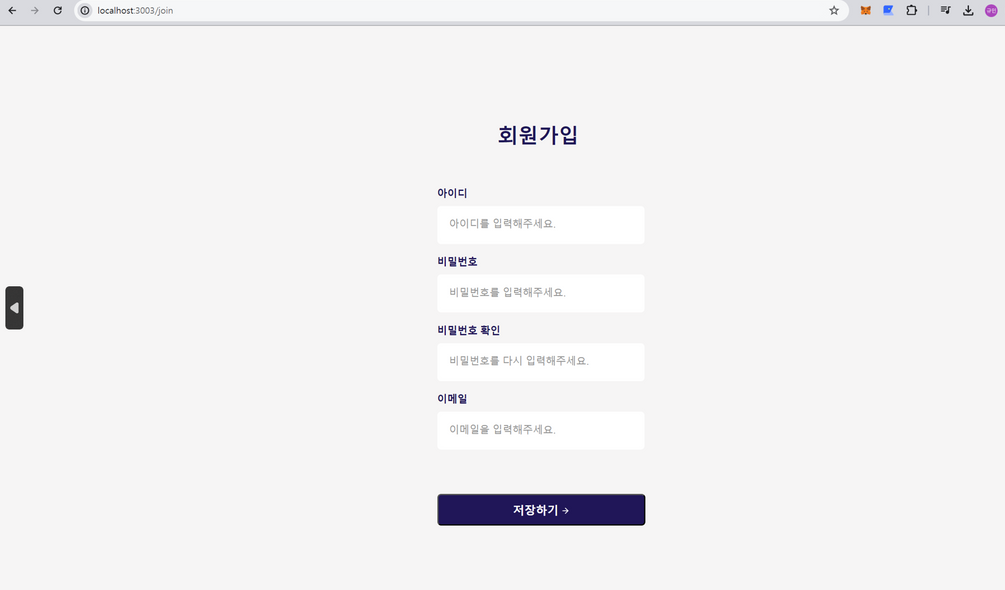 localhost:3003/join
규민
회원가입
아이디
아이디를 입력해주세요.
비밀번호
비밀번호를 입력해주세요.
비밀번호 확인
비밀번호를 다시 입력해주세요.
이메일
이메일을 입력해주세요.
저장하기 →